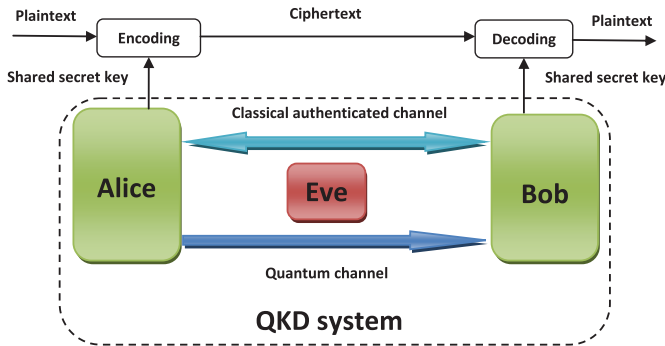 Plaintext
Ciphertext
Plaintext
Encoding
Decoding
Shared secret key
Shared secret key
Classical authenticated channel
Alice
Eve
Bob
Quantum channel
QKD system